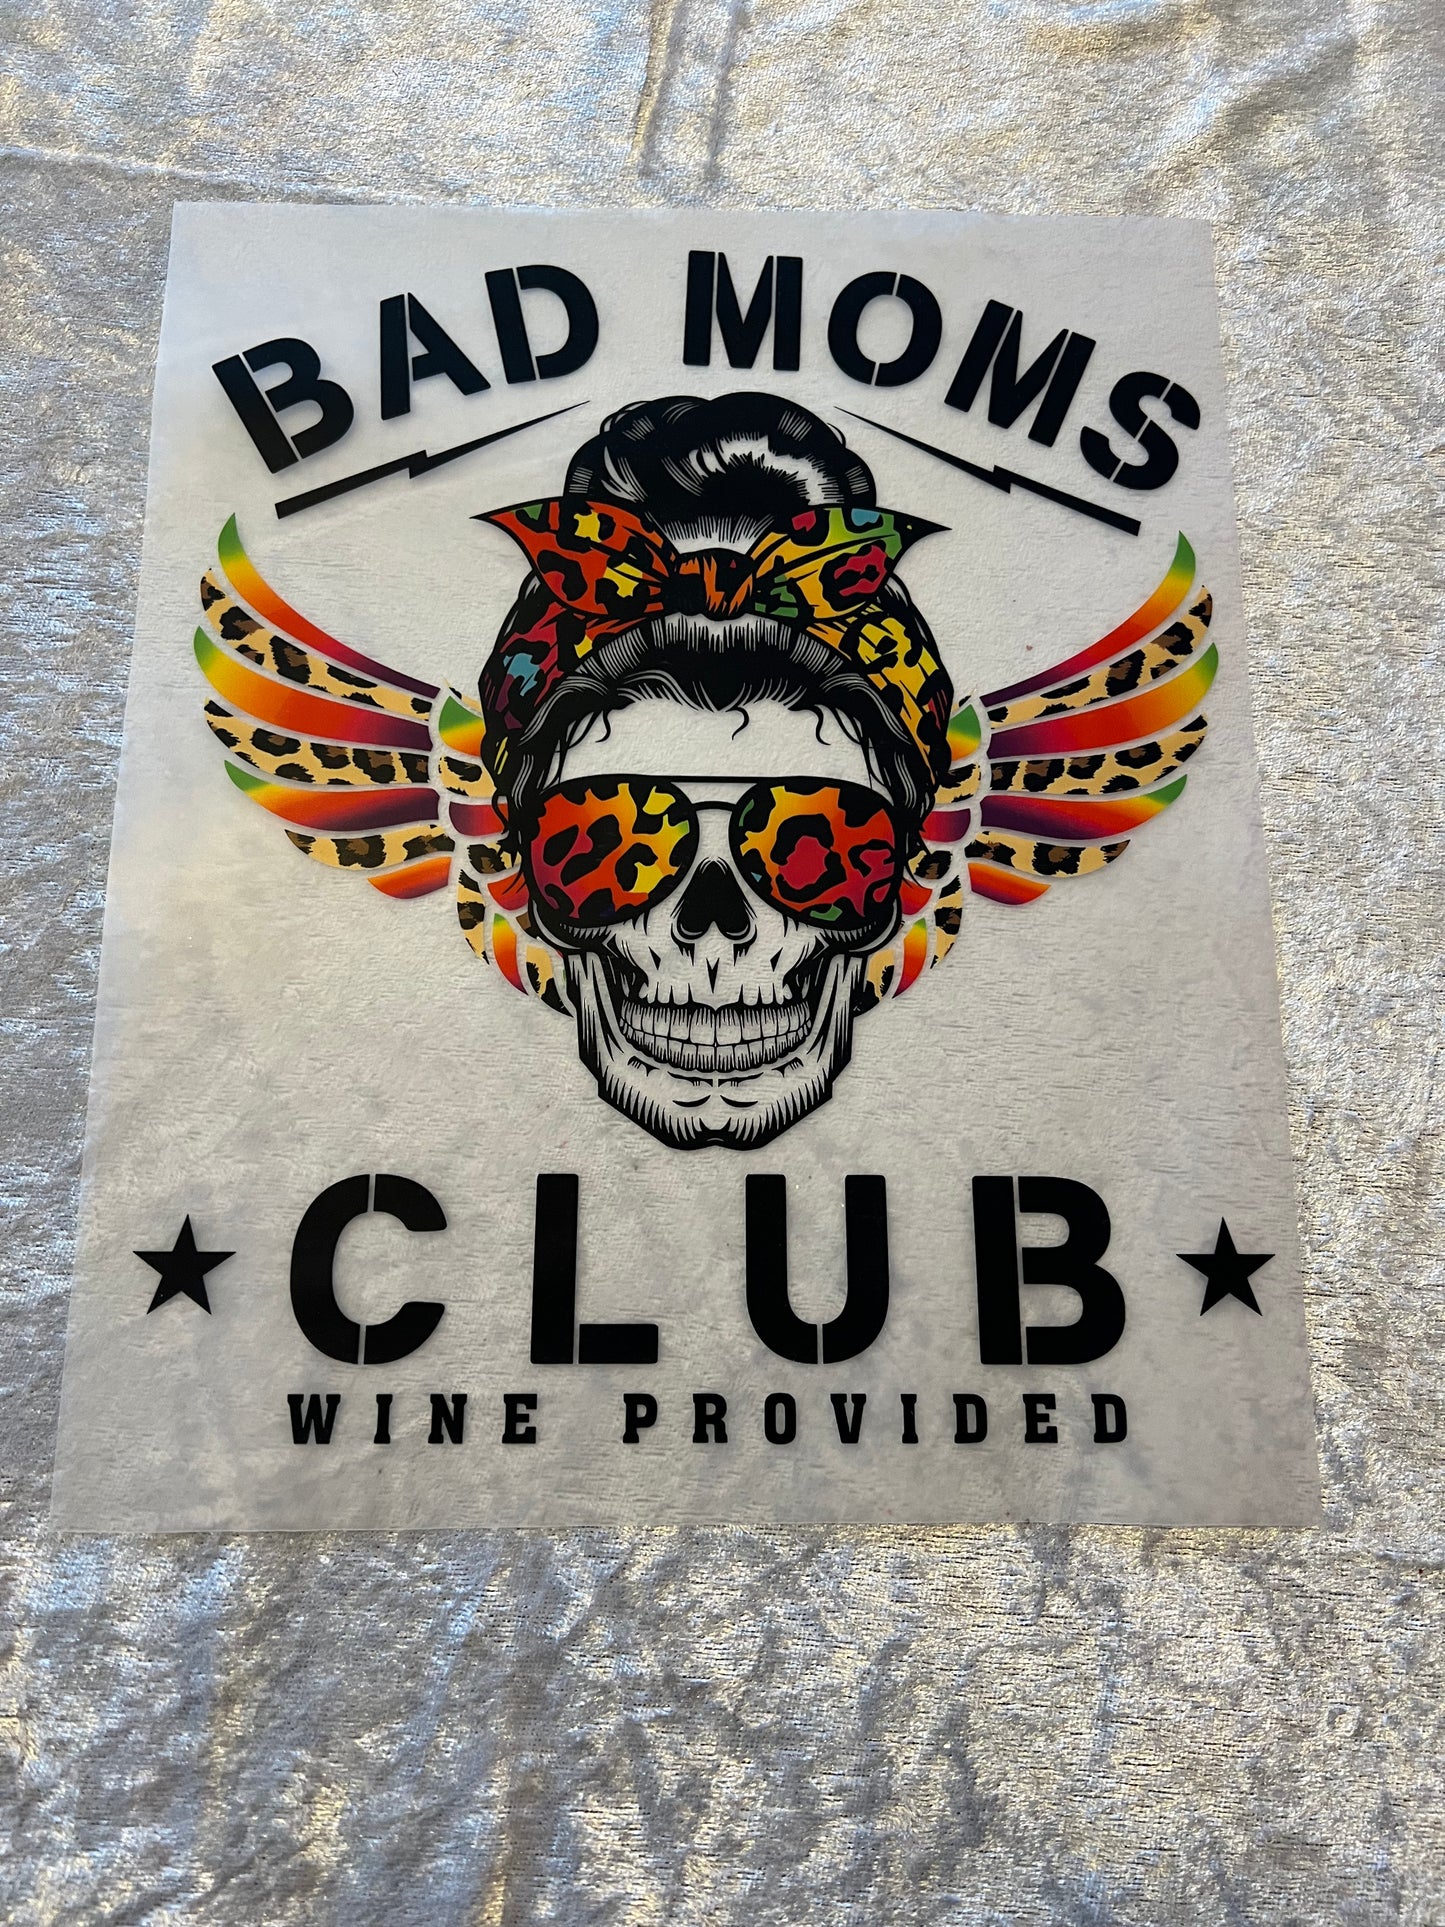 BAD MOMS
CLUB
WINE PROVIDED